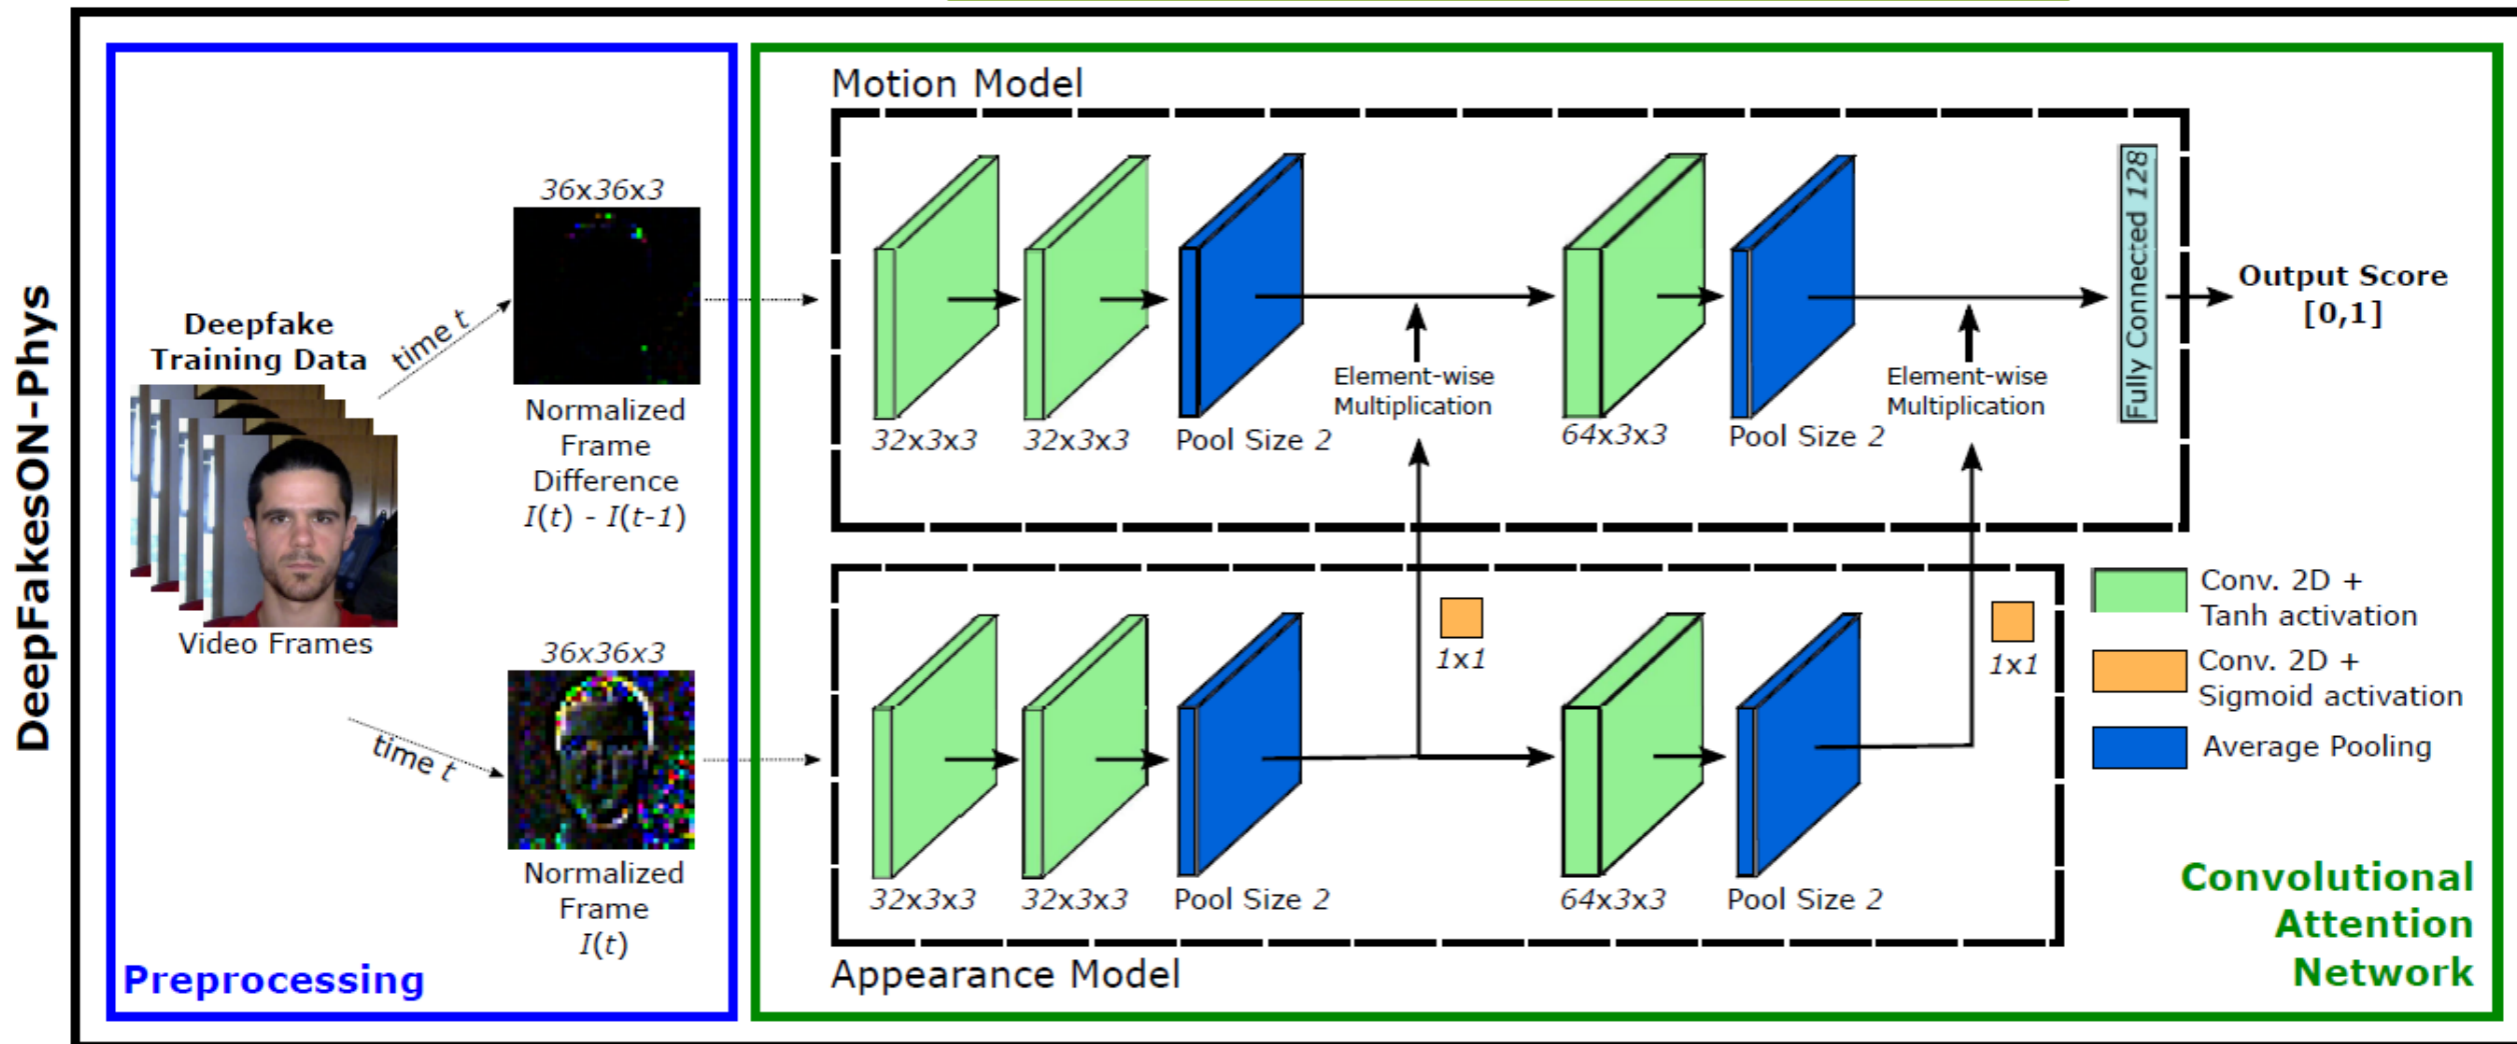 DeepFakesON-Phys
Deepfake
Training Data
Video Frames
time t
time t
36x36x3
Normalized
Frame
Difference
I(t) - I(t-1)
36x36x3
Normalized
Frame
I(t)
Preprocessing
Motion Model
32x3x3
32x3x3
Pool Size 2
Element-wise
Multiplication
64x3x3
Pool Size 2
Element-wise
Multiplication
Fully Connected 128
Output Score
[0,1]
1x1
1x1
32x3x3
32x3x3
Pool Size 2
64x3x3
Pool Size 2
Appearance Model
Conv. 2D +
Tanh activation
Conv. 2D +
Sigmoid activation
Average Pooling
Convolutional
Attention
Network